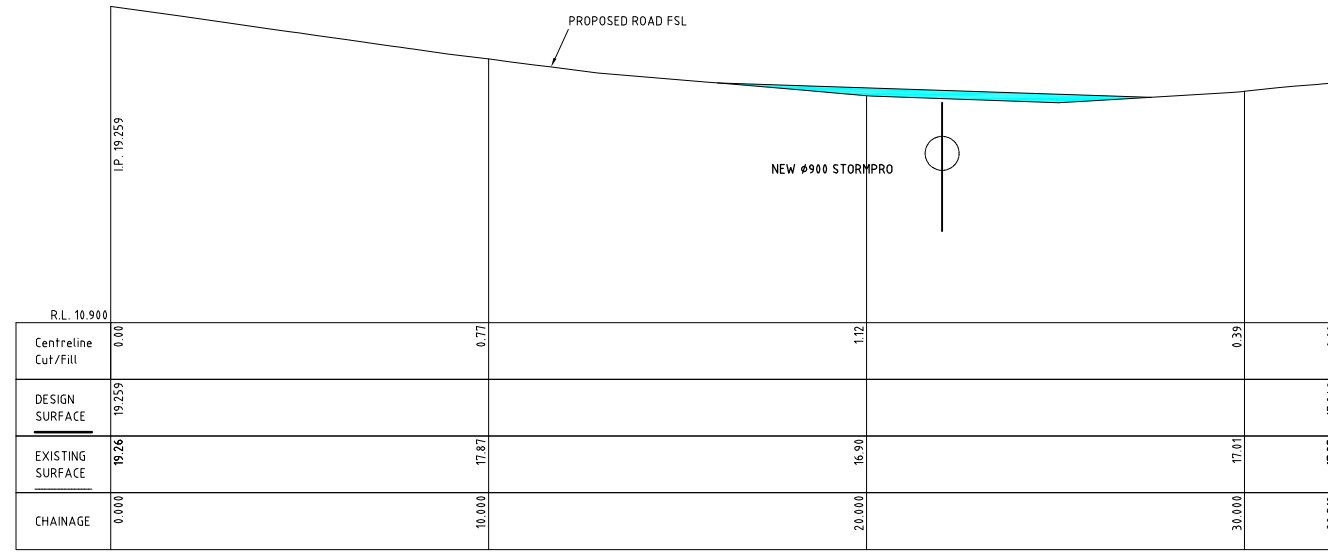 PROPOSED ROAD FSL
I.P. 19.259
NEW Ø900 STORMPRO
R.L. 10.900
Centreline
Cut/Fill
0.00
0.77
1.12
0.39
DESIGN
SURFACE
19.259
EXISTING
SURFACE
19.26
17.87
16.90
17.01
CHAINAGE
0.000
10.000
20.000
30.000